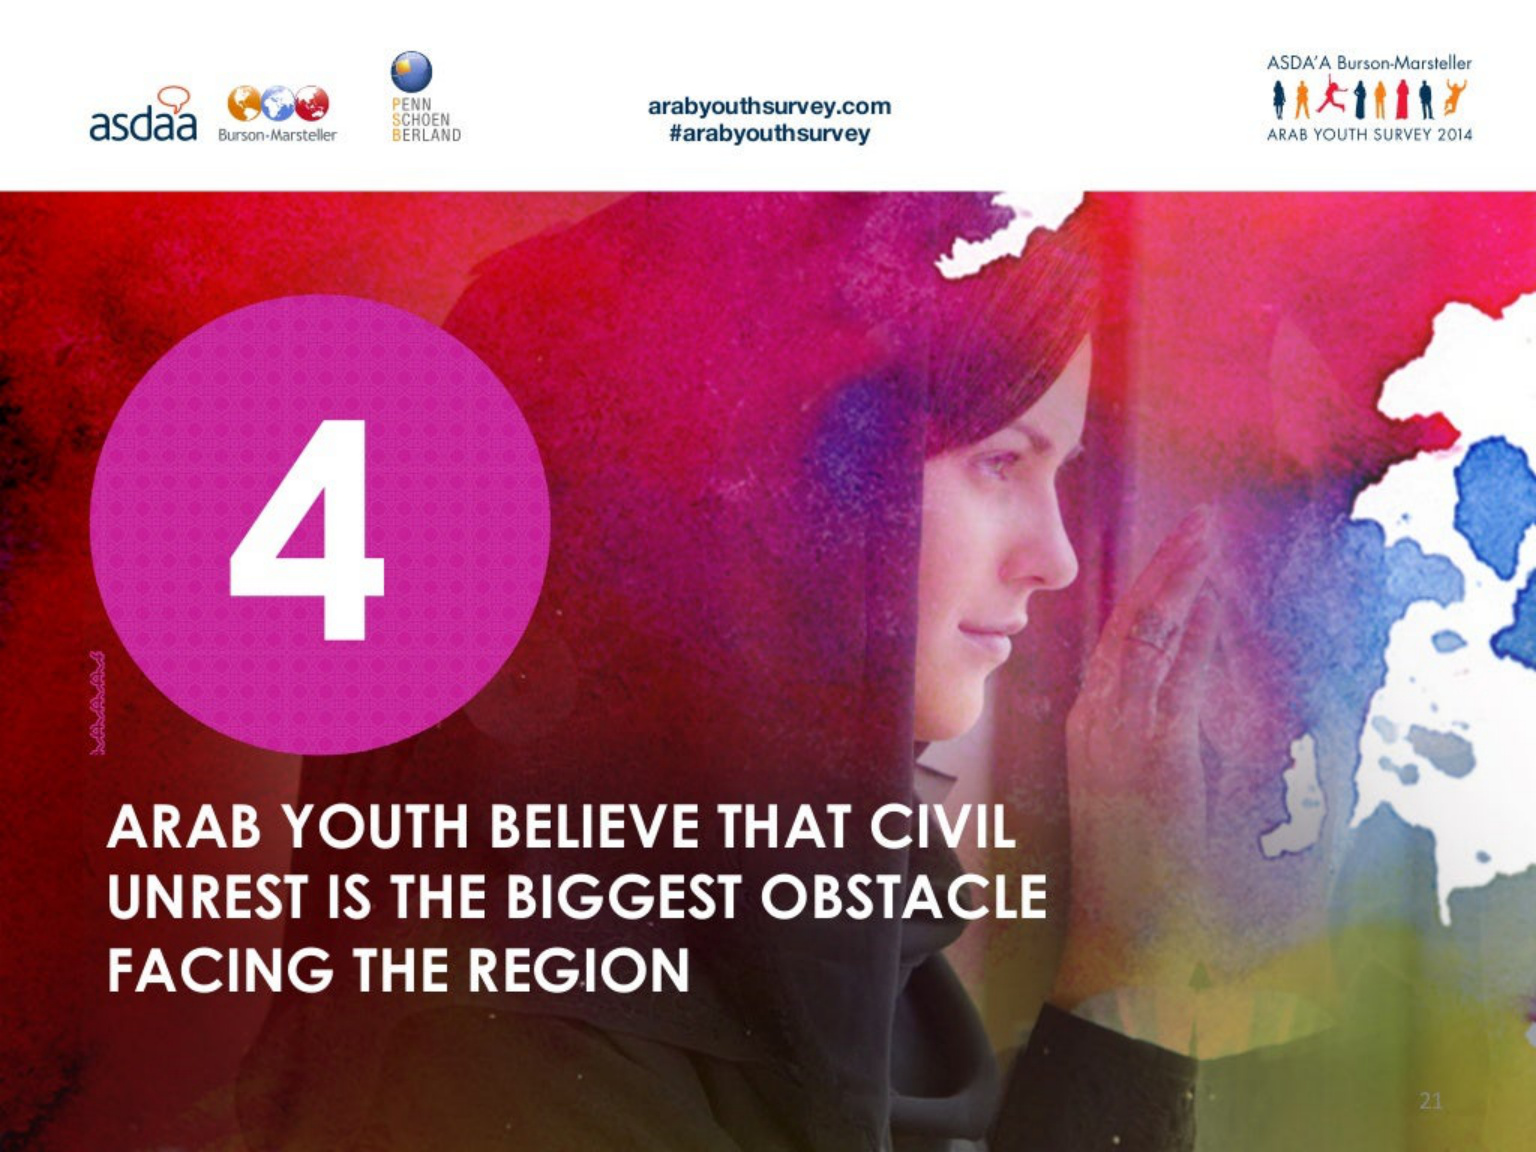 asdaa
Burson-Marsteller
PENN
SCHOEN
BERLAND
arabyouthsurvey.com
#arabyouthsurvey
ASDA'A Burson-Marsteller
ARAB YOUTH SURVEY 2014
4
ARAB YOUTH BELIEVE THAT CIVIL
UNREST IS THE BIGGEST OBSTACLE
FACING THE REGION
21